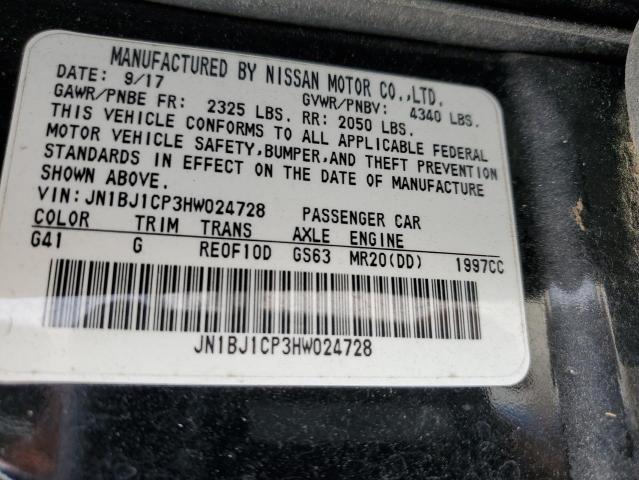 MANUFACTURED BY NISSAN MOTOR CO.,LTD.
DATE: 9/17 GVWR/PNBV: 4340 LBS.
GAWR/PNBE FR: 2325 LBS. RR: 2050 LBS.
THIS VEHICLE CONFORMS TO ALL APPLICABLE FEDERAL
MOTOR VEHICLE SAFETY,BUMPER,AND THEFT PREVENTION
STANDARDS IN EFFECT ON THE DATE OF MANUFACTURE
SHOWN ABOVE.
VIN:JN1BJ1CP3HW024728 PASSENGER CAR
COLOR TRIM TRANS AXLE ENGINE
G41 G RE0F10D GS63 MR20(DD) 1997CC
JN1BJ1CP3HW024728